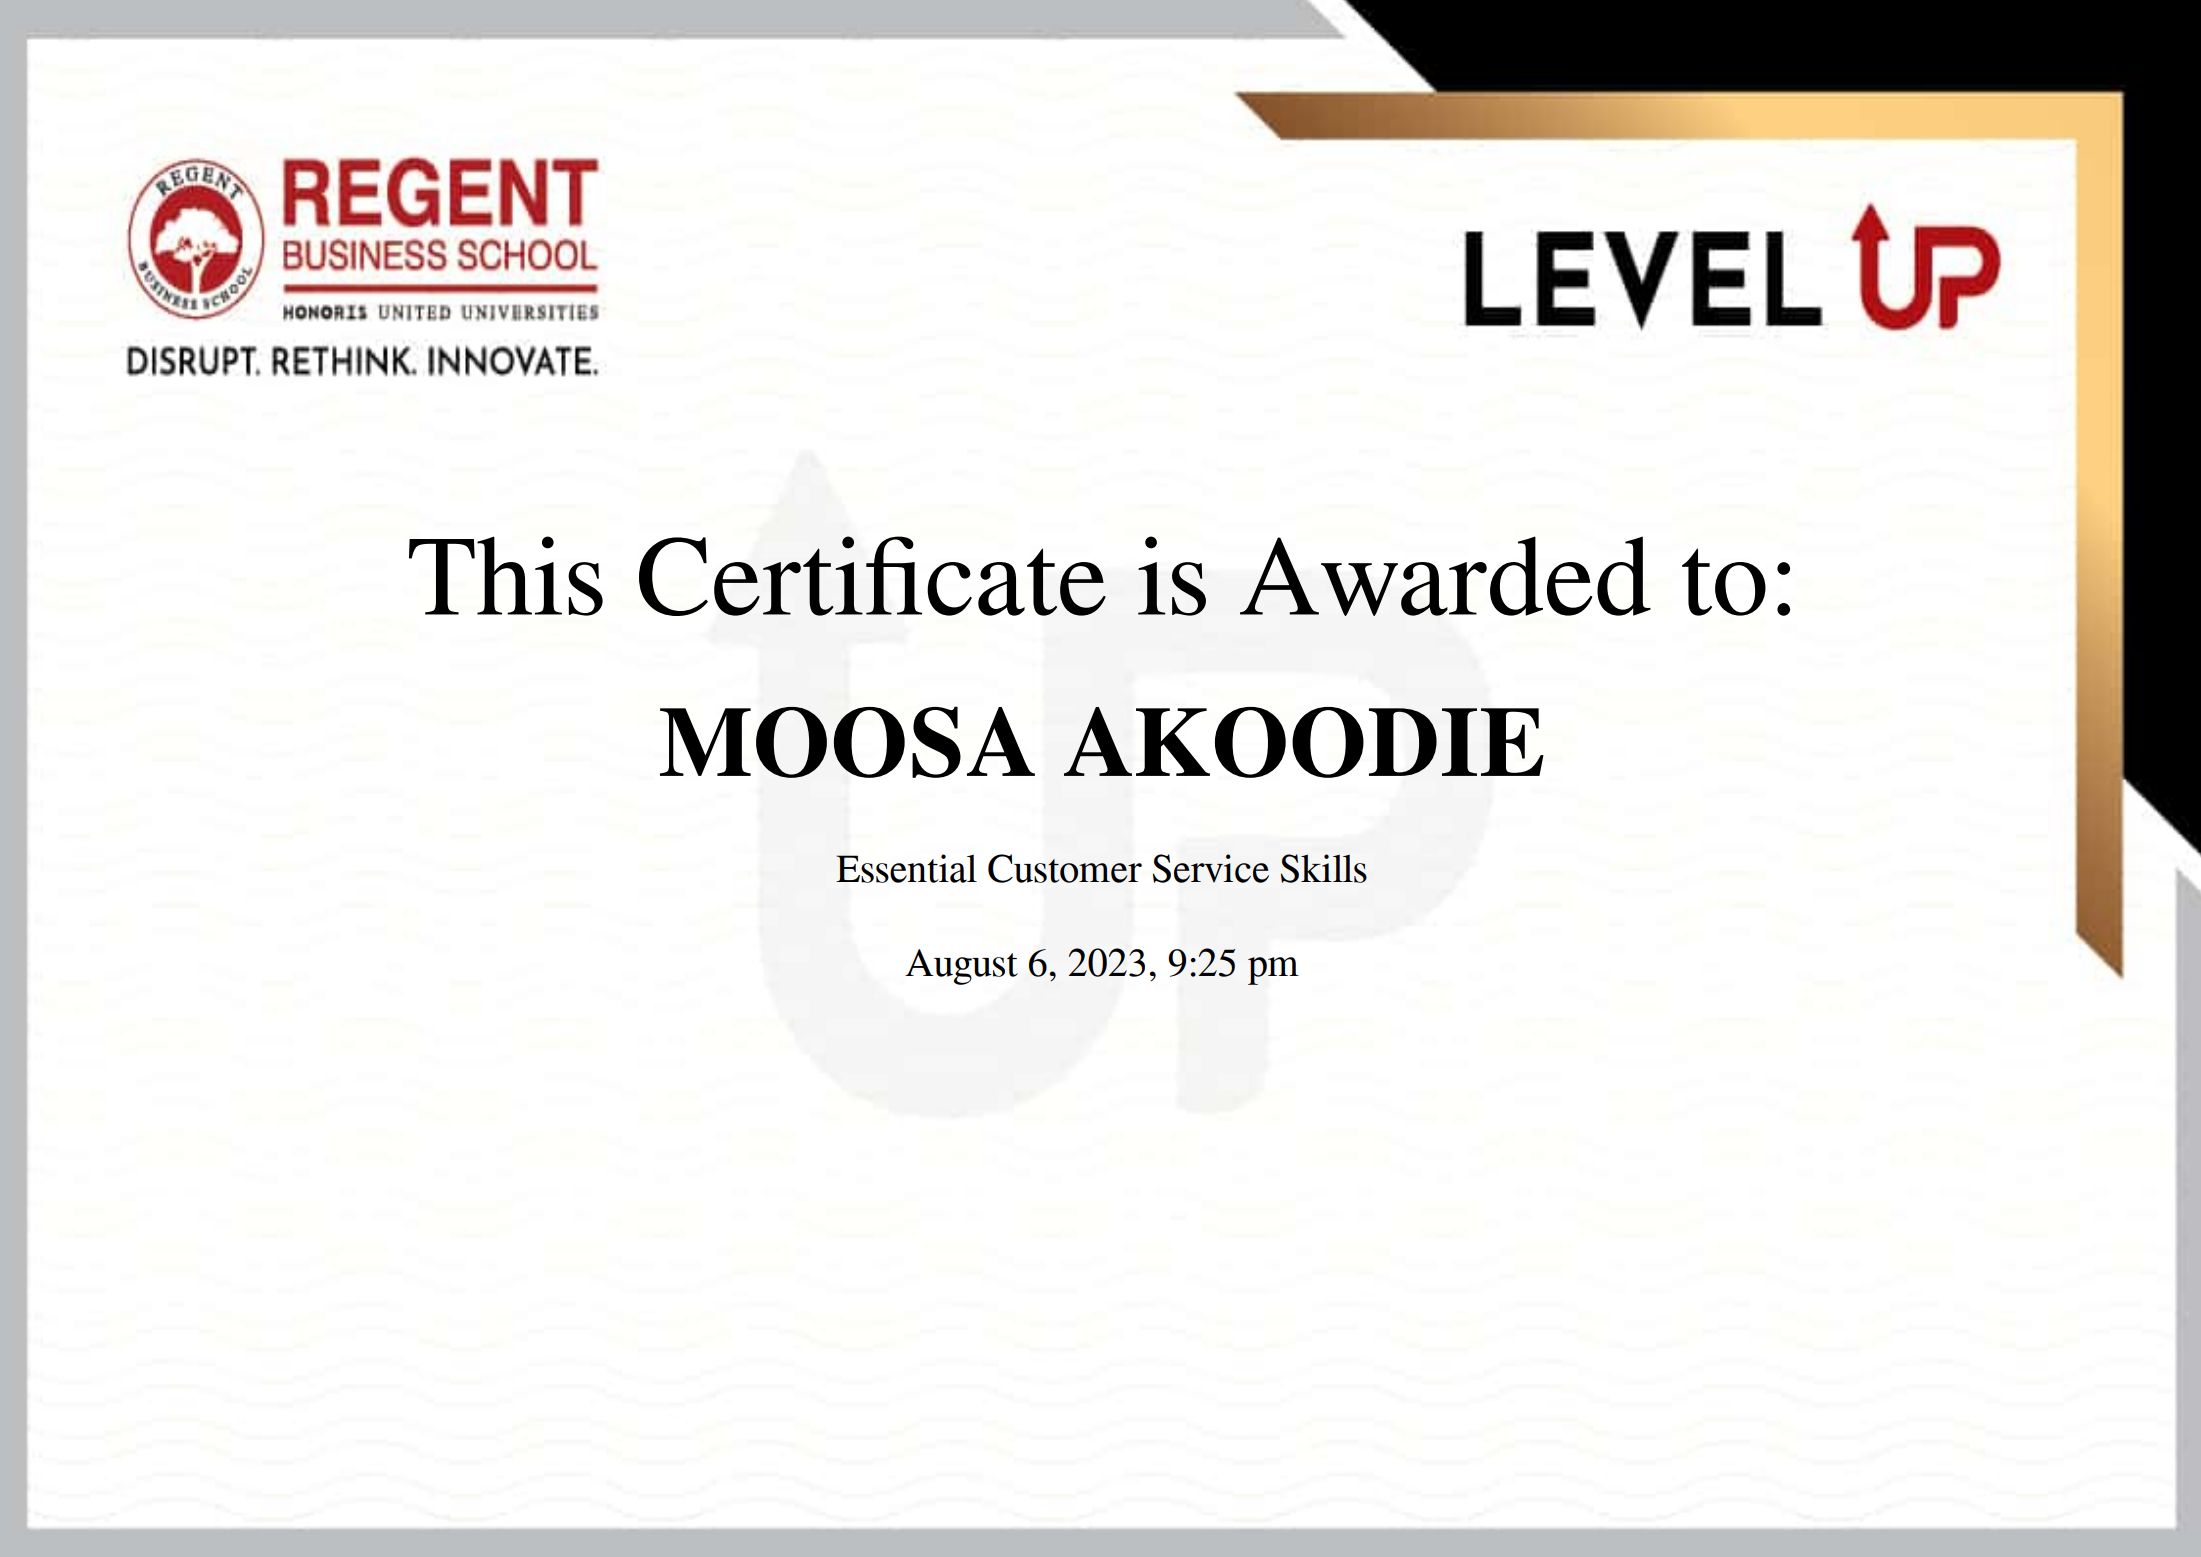 REGENT
BUSINESS SCHOOL
REGENT
BUSINESS SCHOOL
HONORIS UNITED UNIVERSITIES
DISRUPT. RETHINK. INNOVATE.
LEVEL UP
This Certificate is Awarded to:
MOOSA AKOODIE
Essential Customer Service Skills
August 6, 2023, 9:25 pm
UP